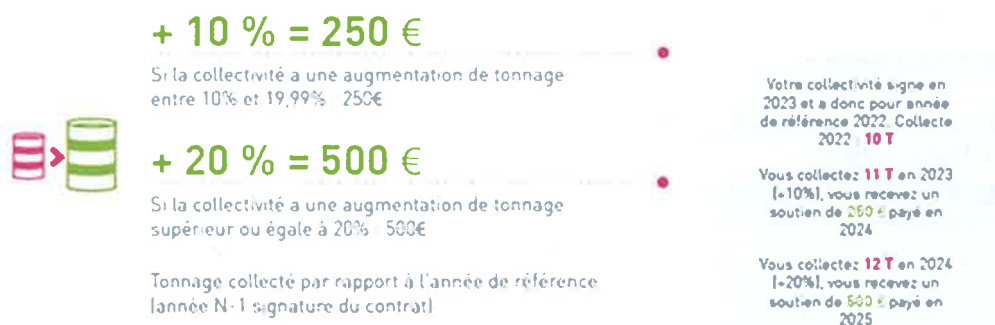 + 10 % = 250 €
Si la collectivité a une augmentation de tonnage
entre 10% et 19,99% 250€
+ 20 % = 500 €
Si la collectivité a une augmentation de tonnage
supérieur ou égale à 20% 500€
Tonnage collecté par rapport à l'année de référence
(année N-1 signature du contrat)
Votre collectivité signe en
2023 et a donc pour année
de référence 2022. Collecte
2022 : 10 T
Vous collectez 11 T en 2023
(+10%), vous recevez un
soutien de 250 € payé en
2024
Vous collectez 12 T en 2024
(+20%), vous recevez un
soutien de 500 € payé en
2025